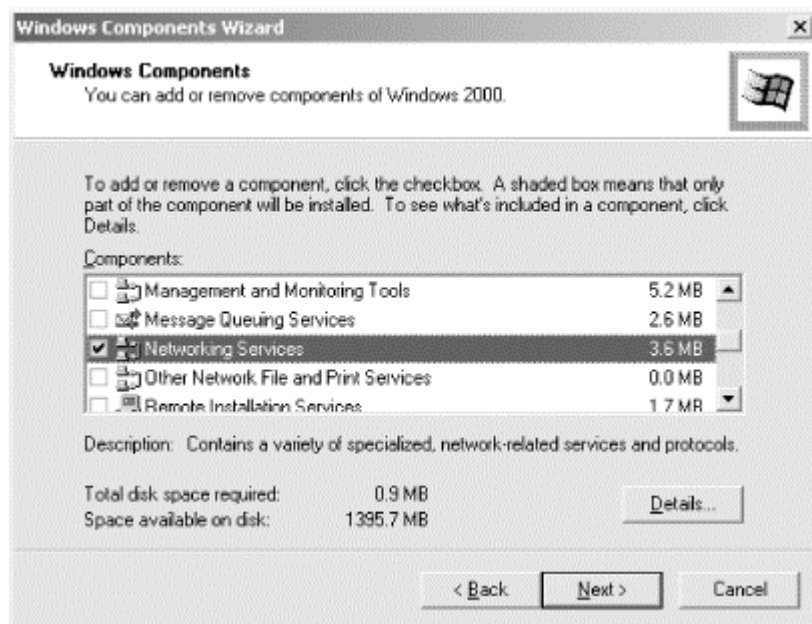 Windows Components Wizard
Windows Components
You can add or remove components of Windows 2000.
To add or remove a component, click the checkbox. A shaded box means that only
part of the component will be installed. To see what's included in a component, click
Details.
Components:
Management and Monitoring Tools 5.2 MB
Message Queuing Services 2.6 MB
Networking Services 3.6 MB
Other Network File and Print Services 0.0 MB
Remote Installation Services 1.7 MB
Description: Contains a variety of specialized, network-related services and protocols.
Total disk space required: 0.9 MB
Space available on disk: 1395.7 MB
Details...
< Back Next > Cancel